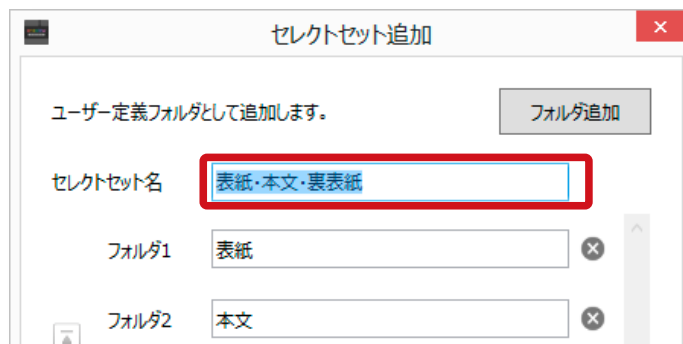 セレクトセット追加
ユーザー定義フォルダとして追加します。
フォルダ追加
セレクトセット名
表紙・本文・裏表紙
フォルダ1
表紙
フォルダ2
本文